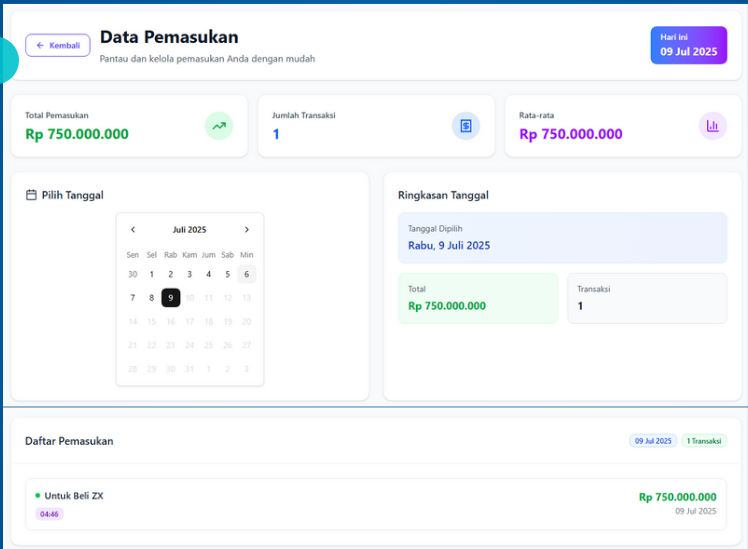 Kembali
Data Pemasukan
Pantau dan kelola pemasukan Anda dengan mudah
Hari ini
09 Jul 2025
Total Pemasukan
Rp 750.000.000
Jumlah Transaksi
1
Rata-rata
Rp 750.000.000
Pilih Tanggal
Juli 2025
Sen Sel Rab Kam Jum Sab Min
30 1 2 3 4 5 6
7 8 9 10 11 12 13
14 15 16 17 18 19 20
21 22 23 24 25 26 27
28 29 30 31 1 2 3
Ringkasan Tanggal
Tanggal Dipilih
Rabu, 9 Juli 2025
Total
Rp 750.000.000
Transaksi
1
Daftar Pemasukan
09 Jul 2025 1 Transaksi
Untuk Beli ZX
04:46
Rp 750.000.000
09 Jul 2025